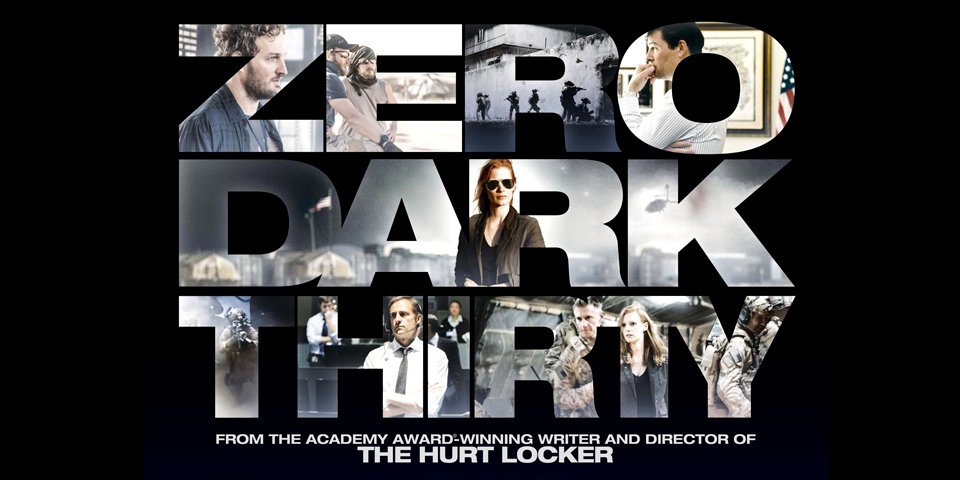 ZERO
DARK
THIRTY
FROM THE ACADEMY AWARD-WINNING WRITER AND DIRECTOR OF
THE HURT LOCKER